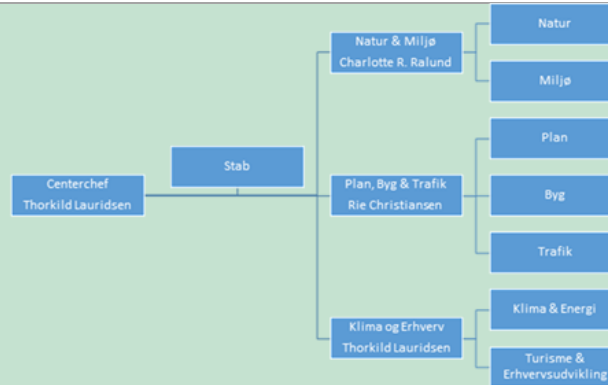 Centerchef
Thorkild Lauridsen
Stab
Natur & Miljø
Charlotte R. Ralund
Natur
Miljø
Plan, Byg & Trafik
Rie Christiansen
Plan
Byg
Trafik
Klima og Erhverv
Thorkild Lauridsen
Klima & Energi
Turisme &
Erhvervsudvikling